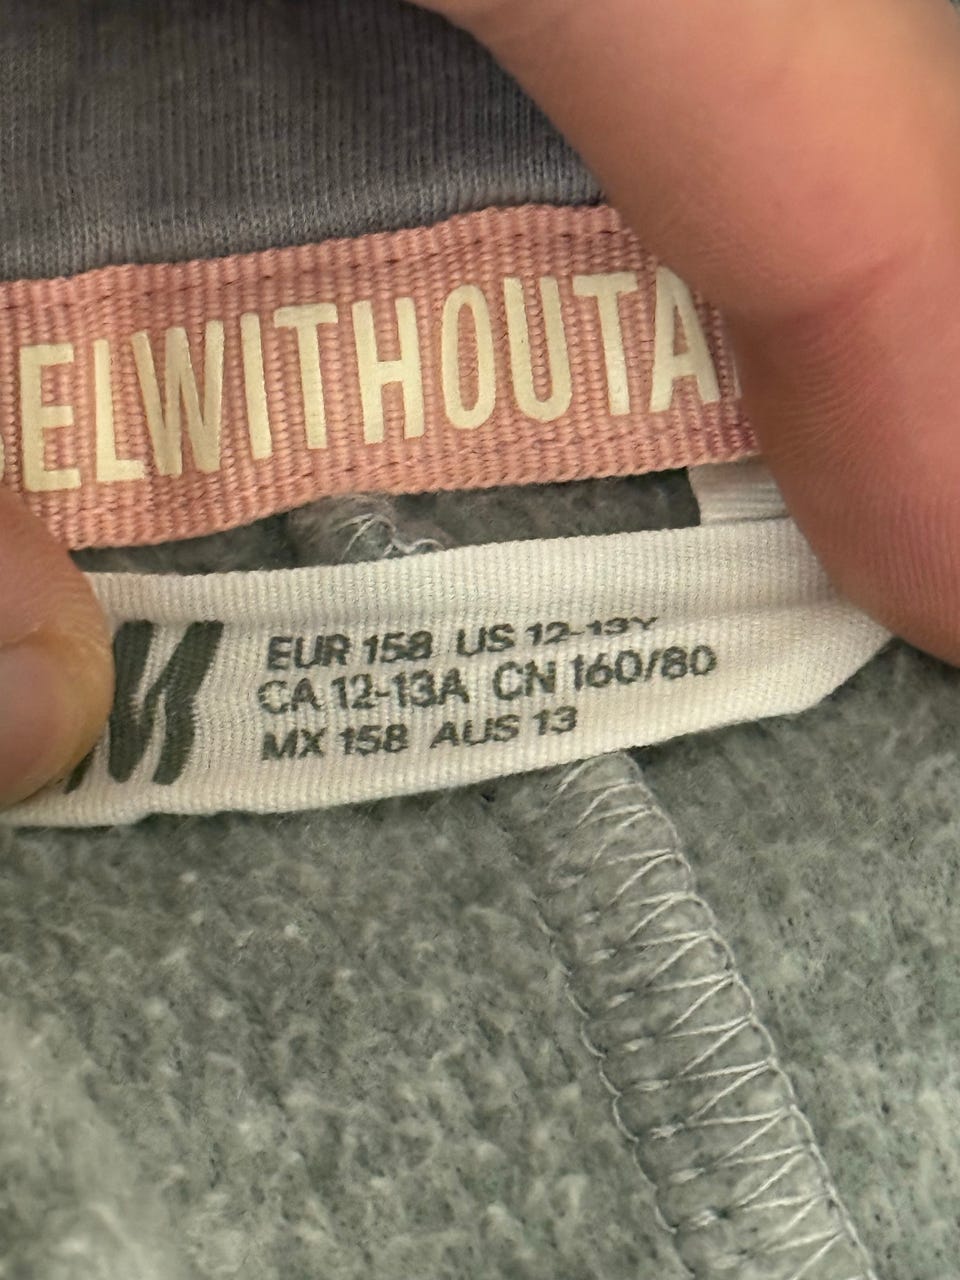 ELWITHOUTA
M
EUR 158 US 12-13Y
CA 12-13A CN 160/80
MX 158 AUS 13